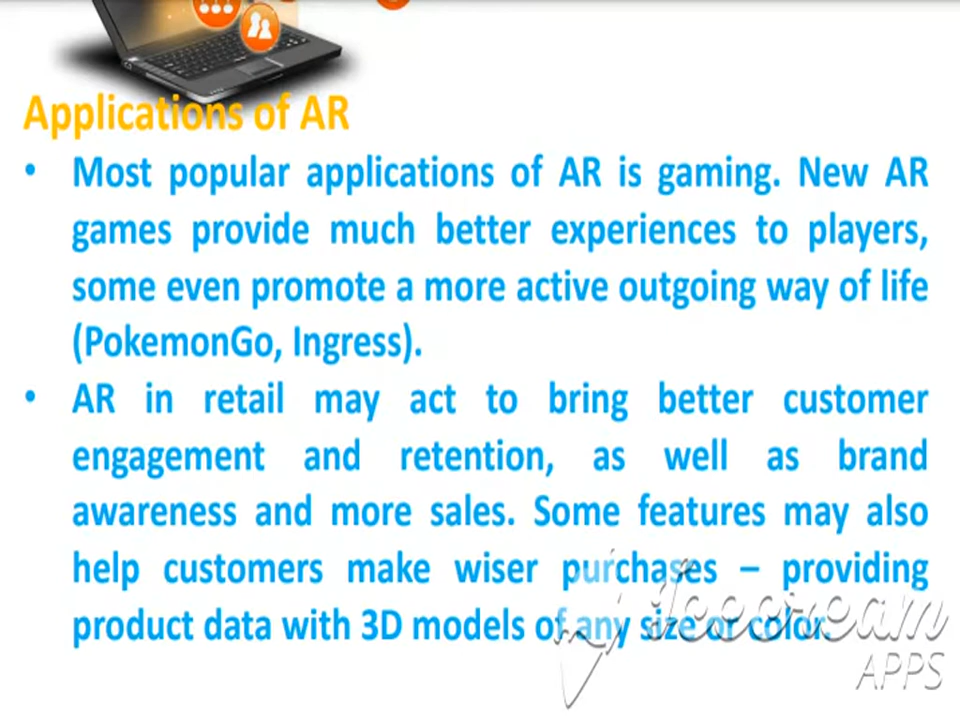 Applications of AR
• Most popular applications of AR is gaming. New AR
games provide much better experiences to players,
some even promote a more active outgoing way of life
(PokemonGo, Ingress).
• AR in retail may act to bring better customer
engagement and retention, as well as brand
awareness and more sales. Some features may also
help customers make wiser purchases – providing
product data with 3D models of any size or color.
APPS